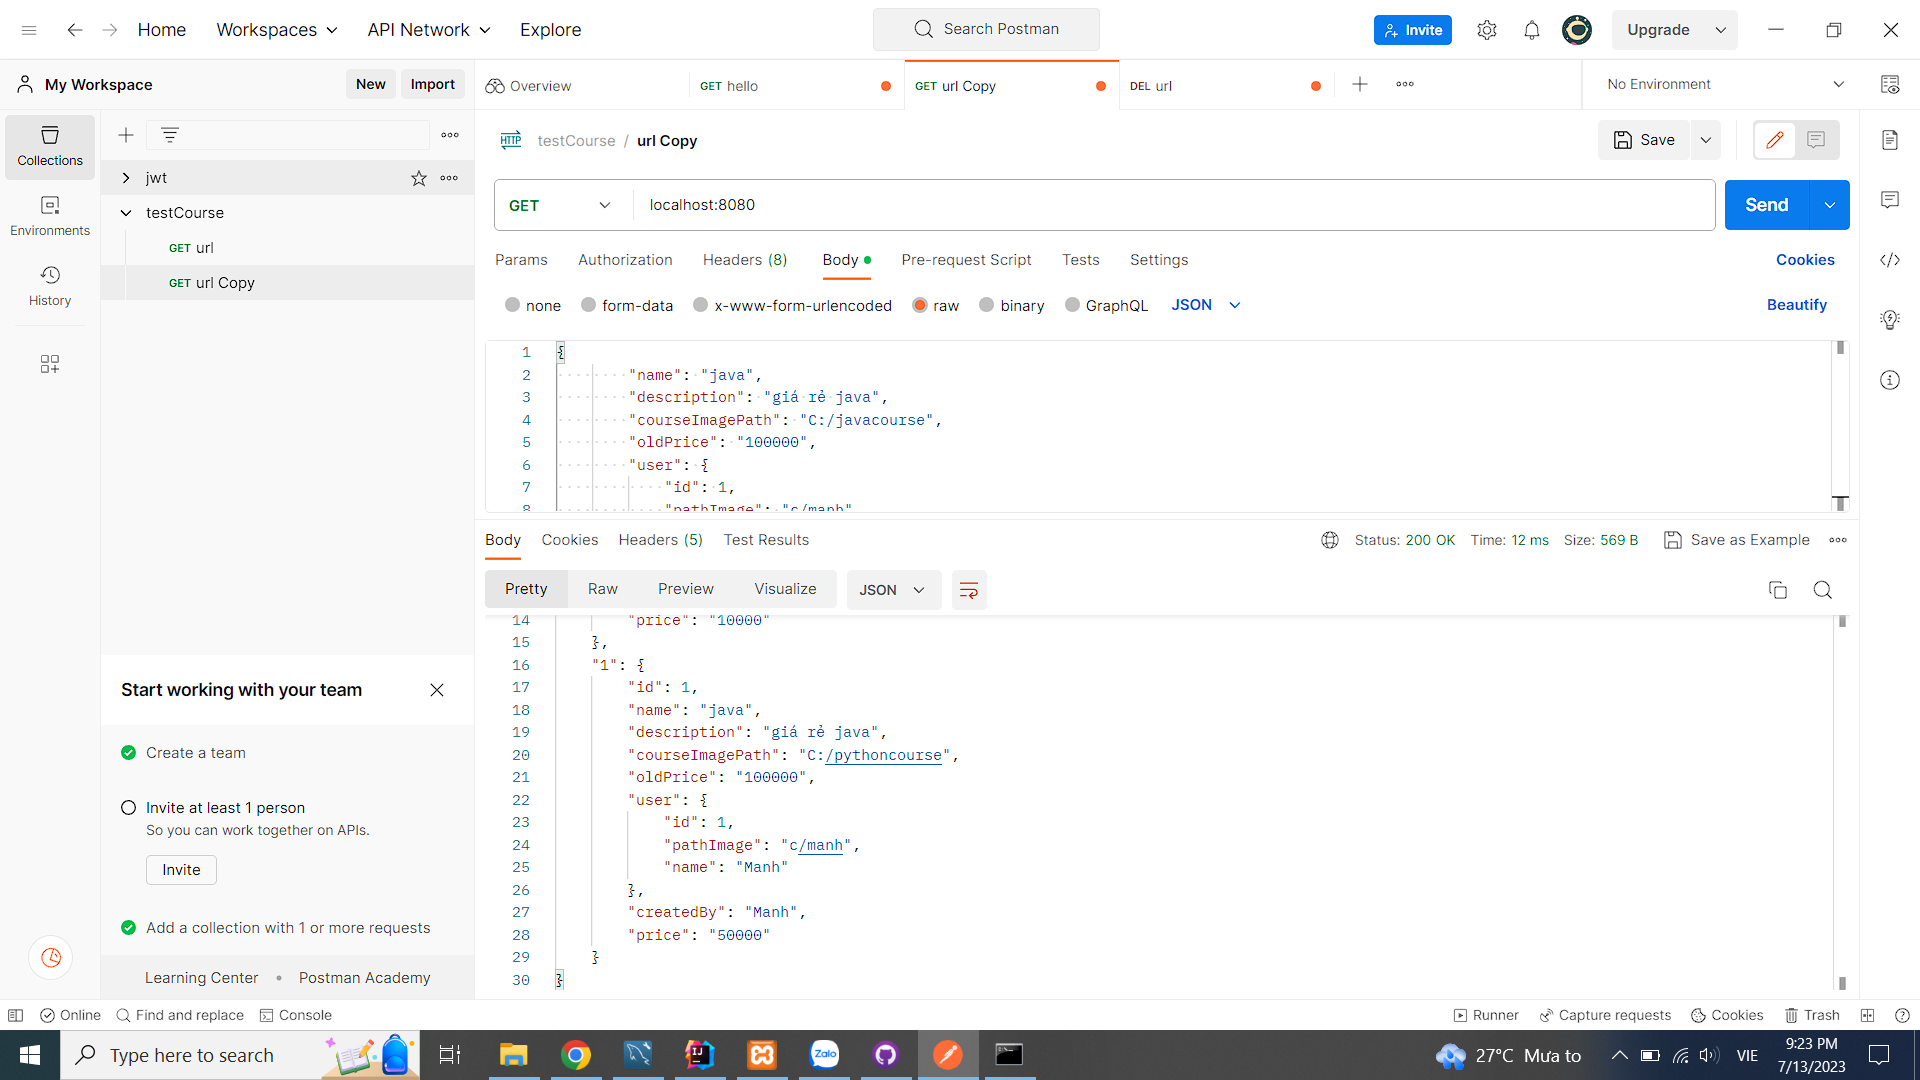 Home Workspaces API Network Explore Search Postman Invite Upgrade
My Workspace New Import Overview GET hello GET url Copy DEL url No Environment
Collections
Environments
History
jwt
testCourse
GET url
GET url Copy
HTTP testCourse / url Copy Save
GET localhost:8080 Send
Params Authorization Headers (8) Body Pre-request Script Tests Settings Cookies
none form-data x-www-form-urlencoded raw binary GraphQL JSON Beautify
1 {
2 "name": "java",
3 "description": "giá rẻ java",
4 "courseImagePath": "C:/javacourse",
5 "oldPrice": "100000",
6 "user": {
7 "id": 1,
8 "pathImage": "c/manh"
Body Cookies Headers (5) Test Results Status: 200 OK Time: 12 ms Size: 569 B Save as Example
Pretty Raw Preview Visualize JSON
14 "price": "10000"
15 },
16 "1": {
17 "id": 1,
18 "name": "java",
19 "description": "giá rẻ java",
20 "courseImagePath": "C:/pythoncourse",
21 "oldPrice": "100000",
22 "user": {
23 "id": 1,
24 "pathImage": "c/manh",
25 "name": "Manh"
26 },
27 "createdBy": "Manh",
28 "price": "50000"
29 }
30 }
Start working with your team
Create a team
Invite at least 1 person
So you can work together on APIs.
Invite
Add a collection with 1 or more requests
Learning Center • Postman Academy
Online Find and replace Console Runner Capture requests Cookies Trash
Type here to search Zalo 27°C Mưa to VIE 9:23 PM
7/13/2023